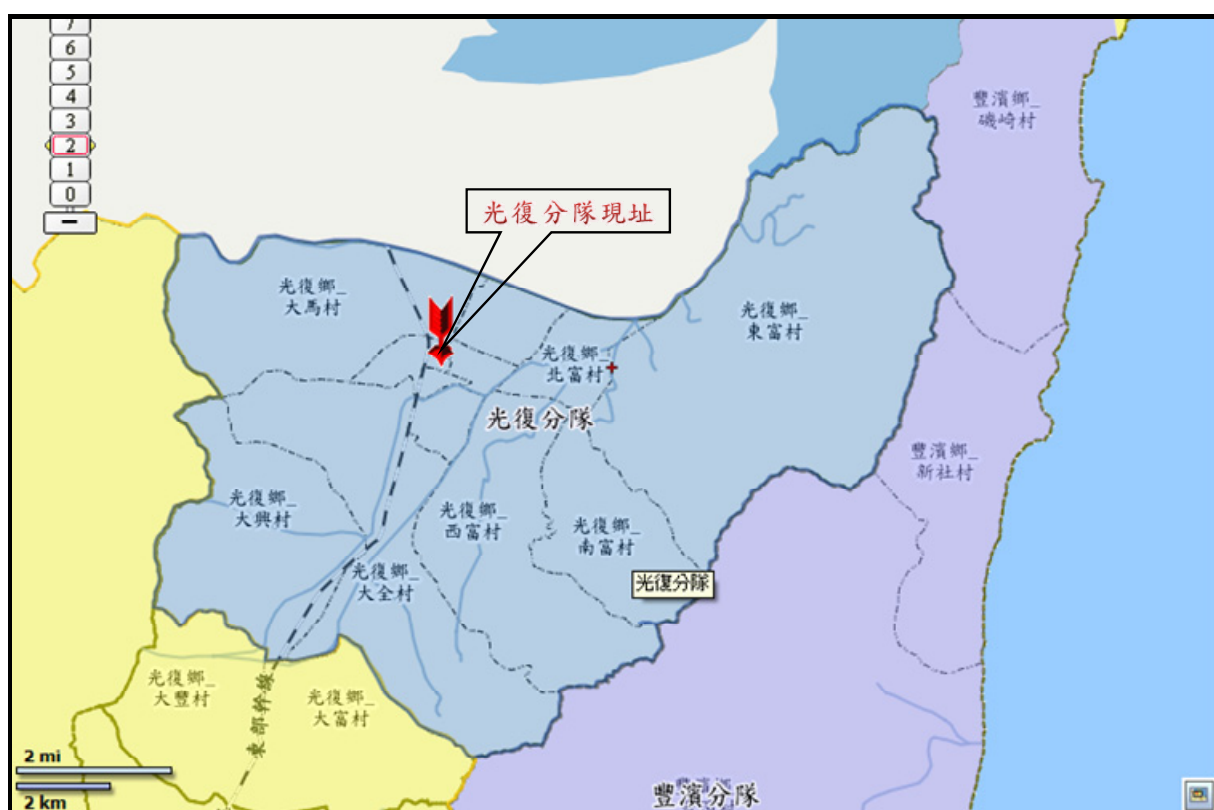 7
6
5
4
3
2
1
0
豐濱鄉_
磯崎村
光復分隊現址
光復鄉_
大馬村
光復鄉_
東富村
光復鄉_
北富村
光復分隊
豐濱鄉_
新社村
光復鄉_
大興村
光復鄉_
西富村
光復鄉_
南富村
光復鄉_
大全村
光復分隊
光復鄉_
大豐村
光復鄉_
大富村
東部幹線
2 mi
2 km
豐濱分隊